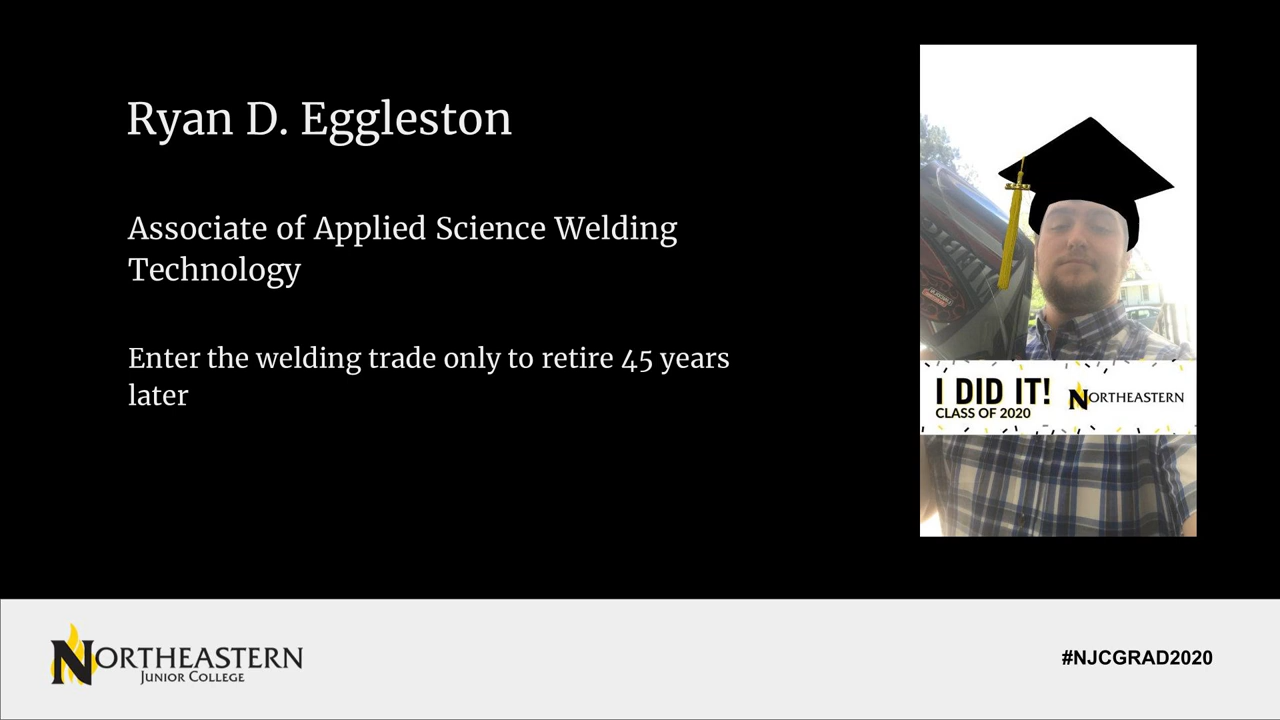 Ryan D. Eggleston
Associate of Applied Science Welding
Technology
Enter the welding trade only to retire 45 years
later
I DID IT!
CLASS OF 2020
NORTHEASTERN
NORTHEASTERN
JUNIOR COLLEGE
#NJCGRAD2020